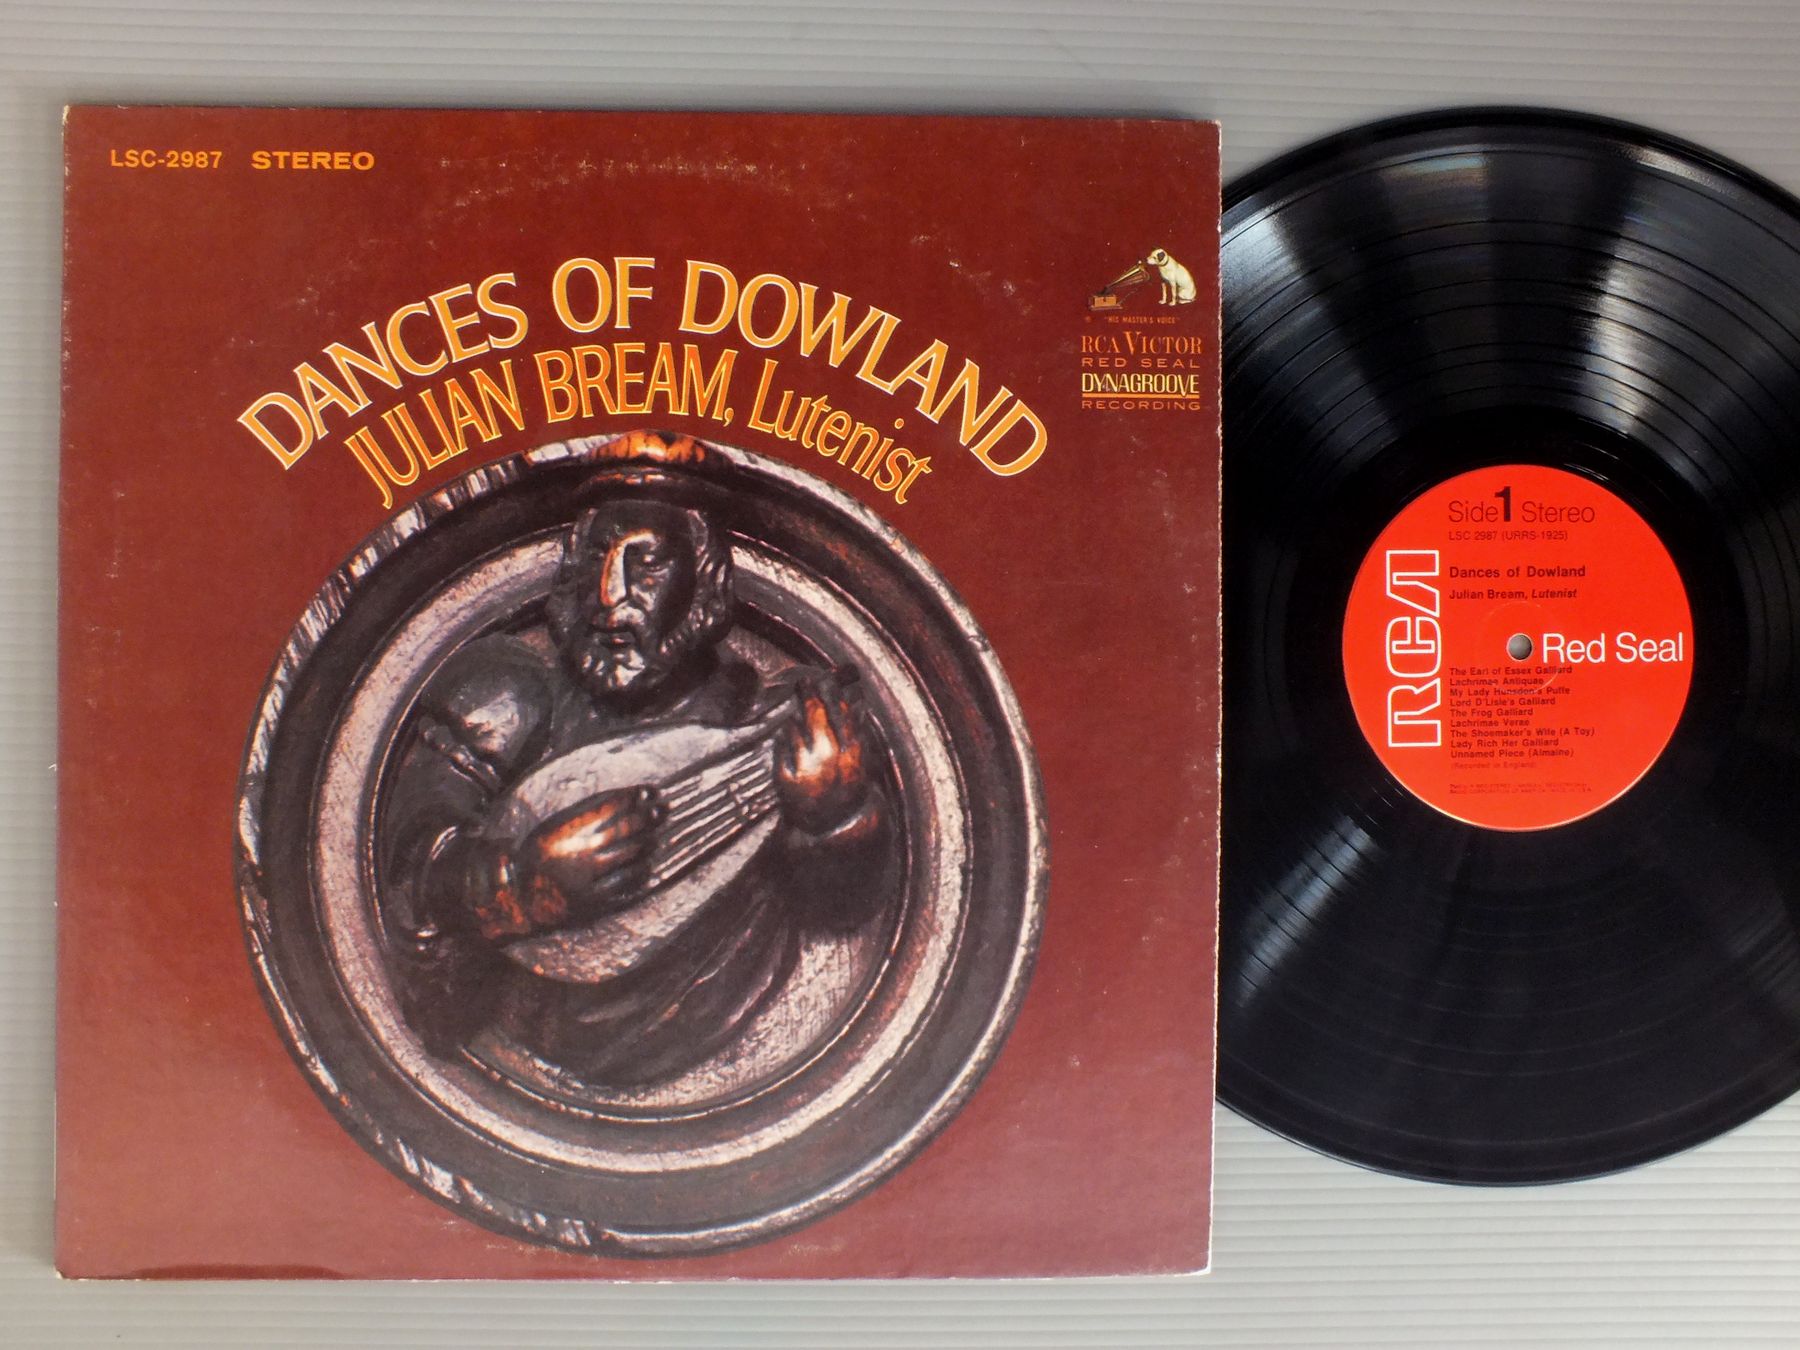 LSC-2987 STEREO
DANCES OF DOWLAND
JULIAN BREAM, Lutenist
"HIS MASTER'S VOICE"
RCA VICTOR
RED SEAL
DYNAGROOVE
RECORDING
Side 1 Stereo
LSC 2987 (URRS-1925)
Dances of Dowland
Julian Bream, Lutenist
RCA
Red Seal
The Earl of Essex Galliard
Lachrimae Antiquae
My Lady Hunsdon's Puffe
Lord D'Lisle's Galliard
The Frog Galliard
Lachrimae Verae
The Shoemaker's Wife (A Toy)
Lady Rich Her Galliard
Unnamed Piece (Almaine)
(Recorded in England)